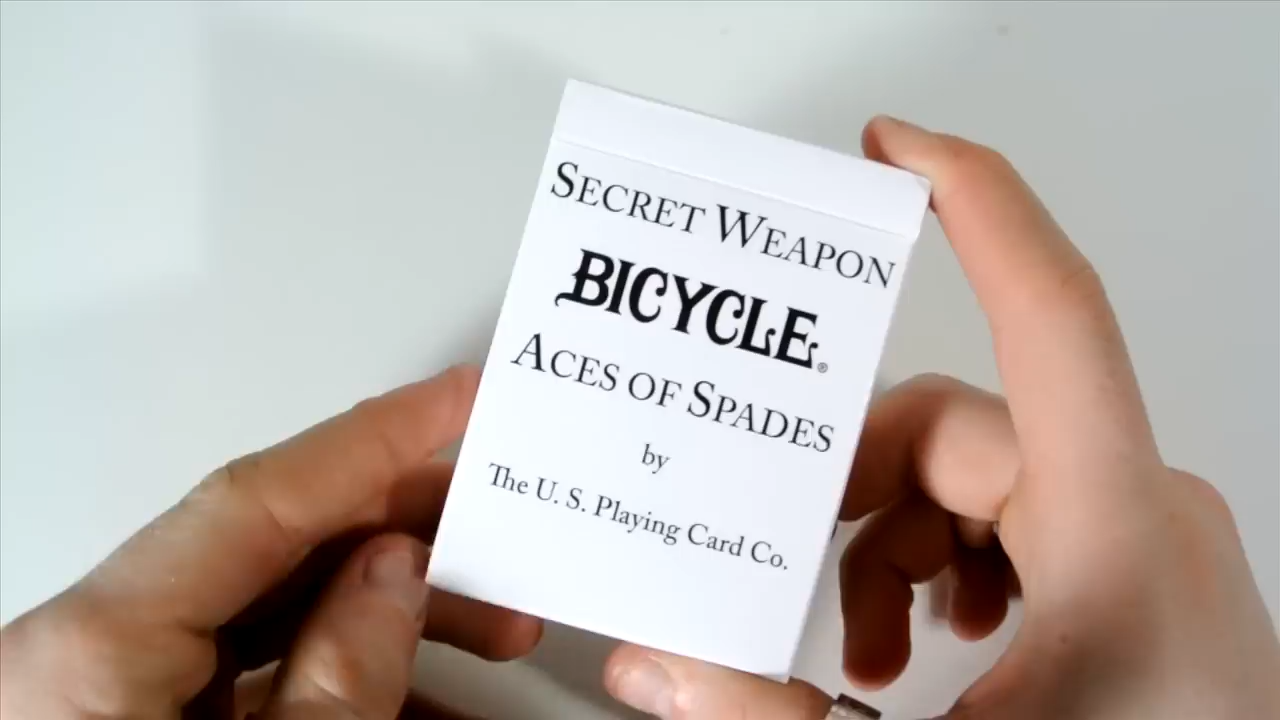 SECRET WEAPON
BICYCLE®
ACES OF SPADES
by
The U. S. Playing Card Co.